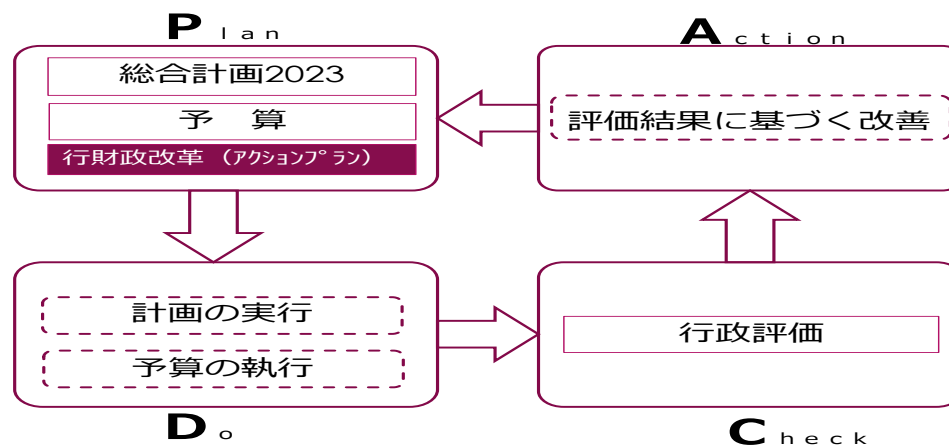 Plan
総合計画2023
予　算
行財政改革（アクションプラン）
Action
評価結果に基づく改善
計画の実行
予算の執行
Do
行政評価
Check